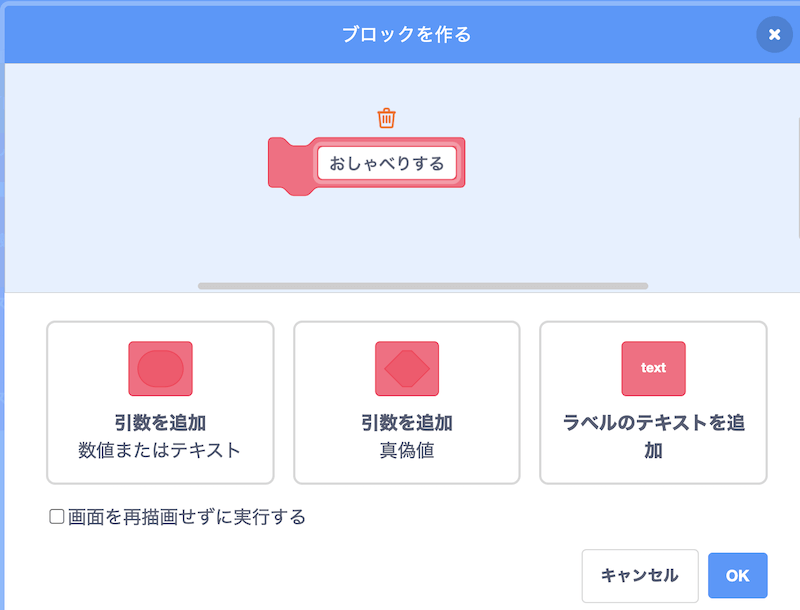 ブロックを作る
おしゃべりする
引数を追加
数値またはテキスト
引数を追加
真偽値
text
ラベルのテキストを追
加
画面を再描画せずに実行する
キャンセル
OK